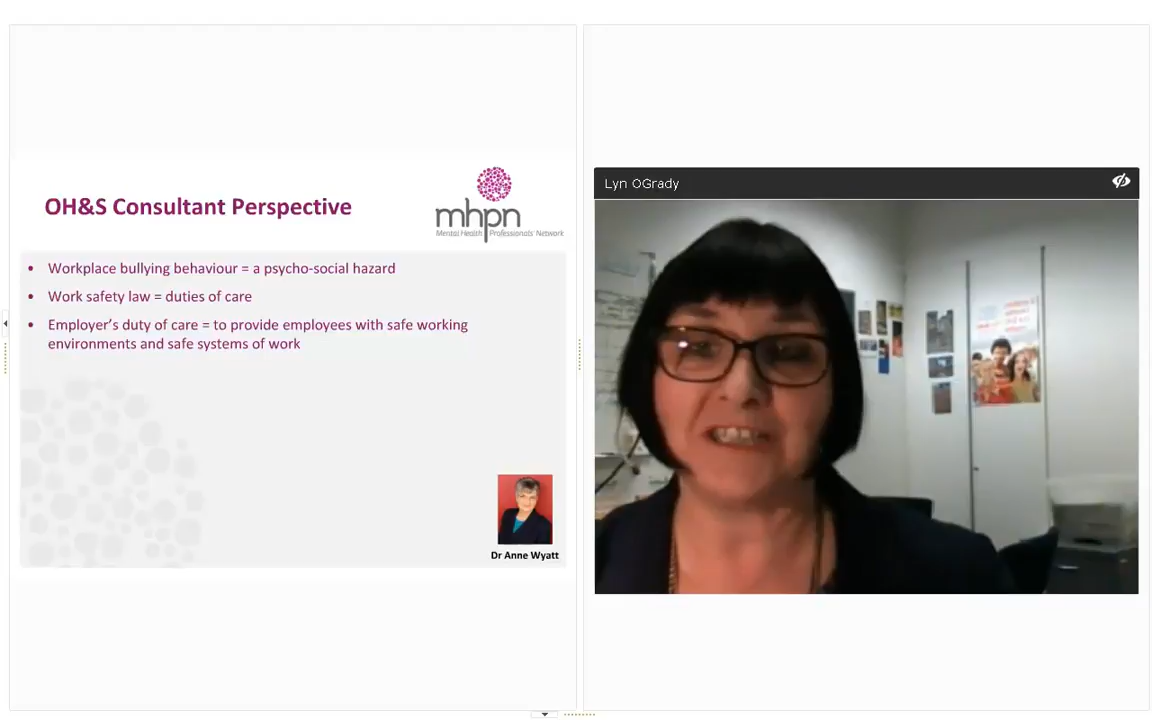 OH&S Consultant Perspective
mhpn
Mental Health Professionals' Network
• Workplace bullying behaviour = a psycho-social hazard
• Work safety law = duties of care
• Employer's duty of care = to provide employees with safe working
environments and safe systems of work
Dr Anne Wyatt
Lyn OGrady